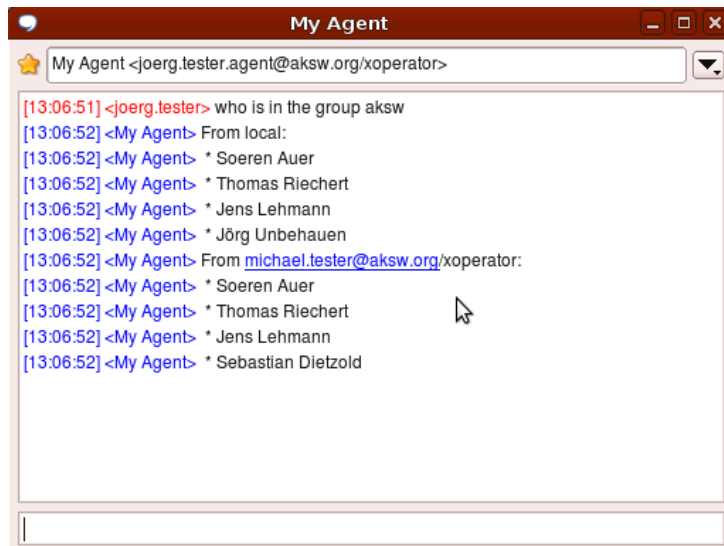 My Agent
My Agent <joerg.tester.agent@aksw.org/xoperator>
[13:06:51] <joerg.tester> who is in the group aksw
[13:06:52] <My Agent> From local:
[13:06:52] <My Agent>  * Soeren Auer
[13:06:52] <My Agent>  * Thomas Riechert
[13:06:52] <My Agent>  * Jens Lehmann
[13:06:52] <My Agent>  * Jörg Unbehauen
[13:06:52] <My Agent> From michael.tester@aksw.org/xoperator:
[13:06:52] <My Agent>  * Soeren Auer
[13:06:52] <My Agent>  * Thomas Riechert
[13:06:52] <My Agent>  * Jens Lehmann
[13:06:52] <My Agent>  * Sebastian Dietzold